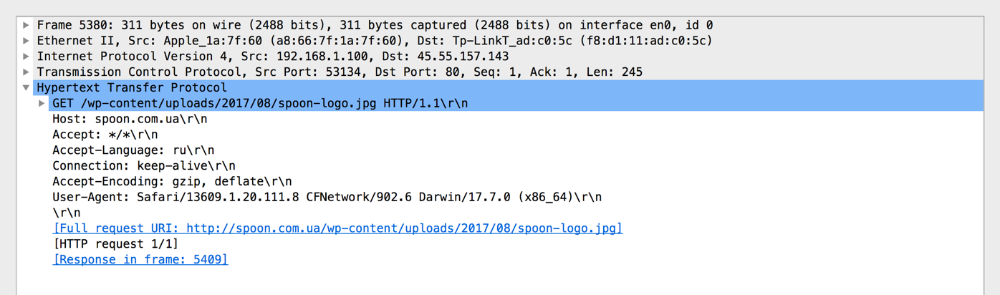 Frame 5380: 311 bytes on wire (2488 bits), 311 bytes captured (2488 bits) on interface en0, id 0
Ethernet II, Src: Apple_1a:7f:60 (a8:66:7f:1a:7f:60), Dst: Tp-LinkT_ad:c0:5c (f8:d1:11:ad:c0:5c)
Internet Protocol Version 4, Src: 192.168.1.100, Dst: 45.55.157.143
Transmission Control Protocol, Src Port: 53134, Dst Port: 80, Seq: 1, Ack: 1, Len: 245
Hypertext Transfer Protocol
GET /wp-content/uploads/2017/08/spoon-logo.jpg HTTP/1.1\r\n
Host: spoon.com.ua\r\n
Accept: */*\r\n
Accept-Language: ru\r\n
Connection: keep-alive\r\n
Accept-Encoding: gzip, deflate\r\n
User-Agent: Safari/13609.1.20.111.8 CFNetwork/902.6 Darwin/17.7.0 (x86_64)\r\n
\r\n
[Full request URI: http://spoon.com.ua/wp-content/uploads/2017/08/spoon-logo.jpg]
[HTTP request 1/1]
[Response in frame: 5409]